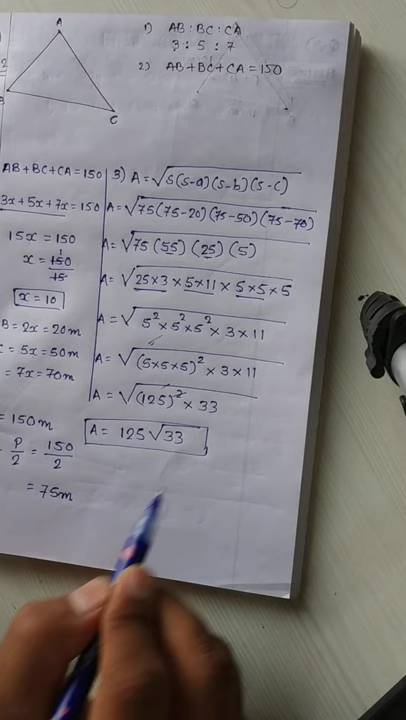 A
C
1) AB : BC : CA
3 : 5 : 7
2) AB + BC + CA = 150
AB + BC + CA = 150
3x + 5x + 7x = 150
15x = 150
x = 150
15
x = 10
B = 2x = 20m
= 5x = 50m
= 7x = 70m
= 150m
P/2 = 150/2
= 75m
3) A = √s(s-a)(s-b)(s-c)
A = √75(75-20)(75-50)(75-70)
A = √75 (55) (25) (5)
A = √25×3 × 5×11 × 5×5×5
A = √5² × 5² × 5² × 3 × 11
A = √(5×5×5)² × 3 × 11
A = √(125)² × 33
A = 125√33